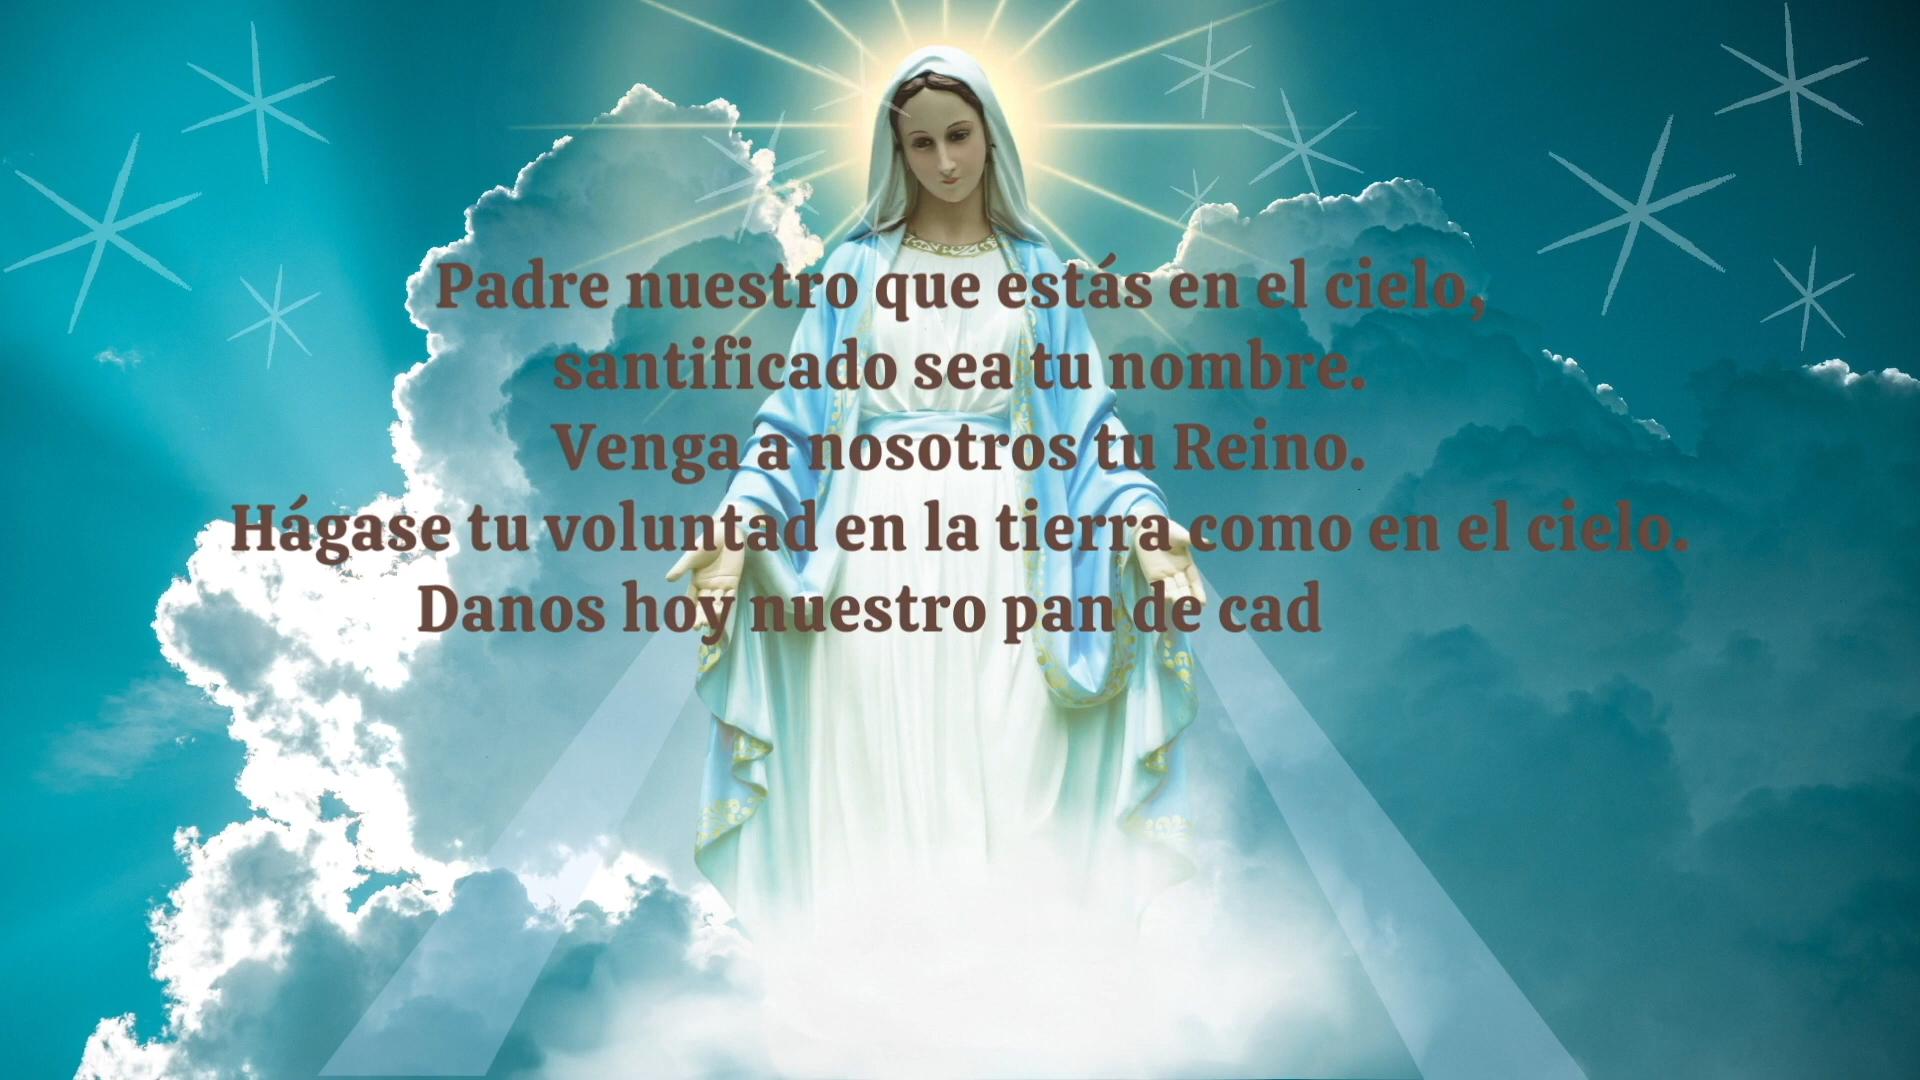 Padre nuestro que estás en el cielo,
santificado sea tu nombre.
Venga a nosotros tu Reino.
Hágase tu voluntad en la tierra como en el cielo.
Danos hoy nuestro pan de cad